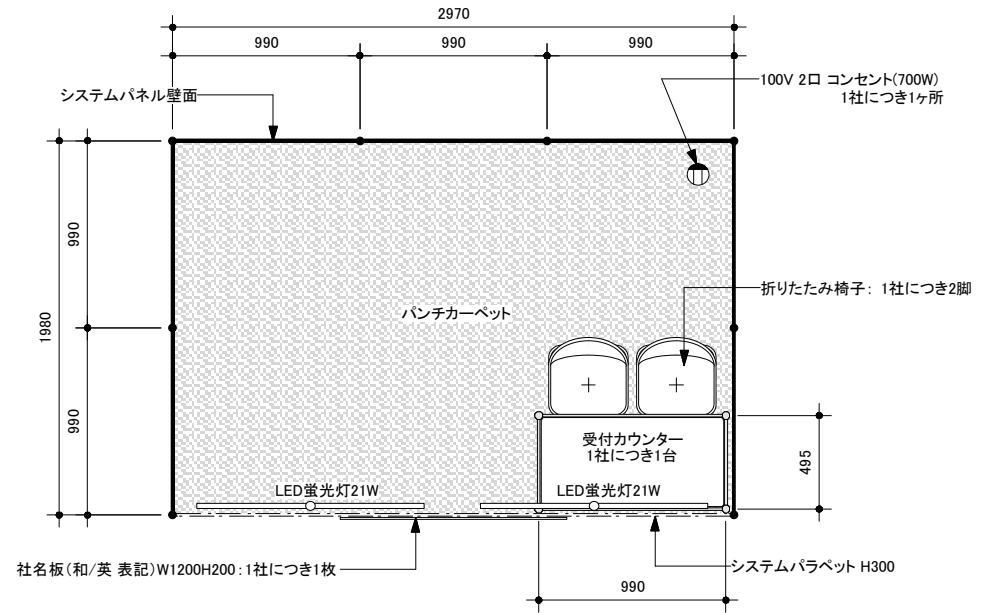 2970
990
990
990
100V 2口 コンセント(700W)
1社につき1ヶ所
システムパネル壁面
990
1980
990
折りたたみ椅子: 1社につき2脚
パンチカーペット
受付カウンター
1社につき1台
495
LED蛍光灯21W
LED蛍光灯21W
社名板(和/英 表記)W1200H200:1社につき1枚
システムパラペット H300
990